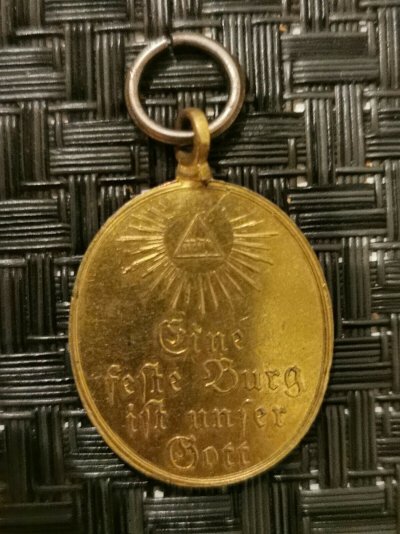 Eine
feste Burg
ist unser
Gott